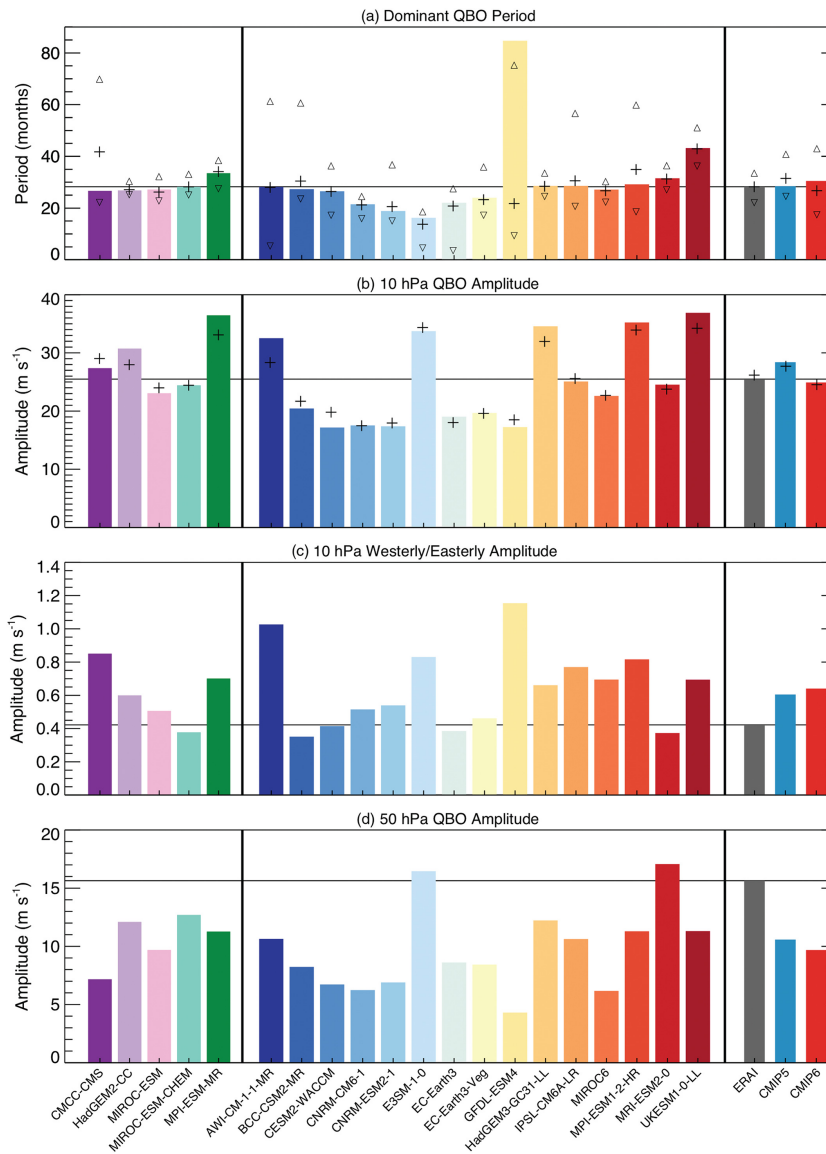 (a) Dominant QBO Period
Period (months)
80
60
40
20
0
(b) 10 hPa QBO Amplitude
Amplitude (m s⁻¹)
40
30
20
10
0
(c) 10 hPa Westerly/Easterly Amplitude
Amplitude (m s⁻¹)
1.4
1.2
1.0
0.8
0.6
0.4
0.2
0.0
(d) 50 hPa QBO Amplitude
Amplitude (m s⁻¹)
20
15
10
5
0
CMCC-CMS
HadGEM2-CC
MIROC-ESM
MIROC-ESM-CHEM
MPI-ESM-MR
AWI-CM-1-1-MR
BCC-CSM2-MR
CESM2-WACCM
CNRM-CM6-1
CNRM-ESM2-1
E3SM-1-0
EC-Earth3
EC-Earth3-Veg
GFDL-ESM4
HadGEM3-GC31-LL
IPSL-CM6A-LR
MIROC6
MPI-ESM1-2-HR
MRI-ESM2-0
UKESM1-0-LL
ERAI
CMIP5
CMIP6